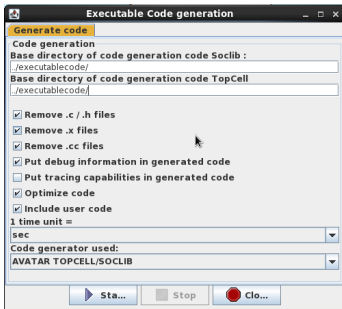 Executable Code generation
Generate code
Code generation
Base directory of code generation code Soclib :
../executablecode/
Base directory of code generation code TopCell
../executablecode/
Remove .c / .h files
Remove .x files
Remove .cc files
Put debug information in generated code
Put tracing capabilities in generated code
Optimize code
Include user code
1 time unit =
sec
Code generator used:
AVATAR TOPCELL/SOCLIB
Sta... Stop Clo...